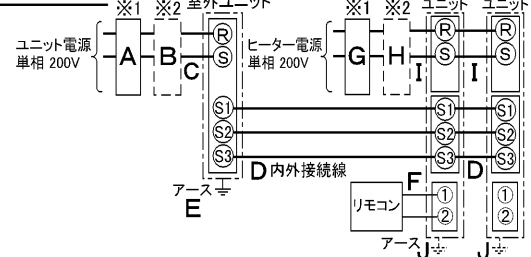 ※1 ※2 室外ユニット ※1 ※2 ユニット ユニット
ユニット電源
単相 200V
A B C
R
S
ヒーター電源
単相 200V
G H I I
R R
S S
S1 S1 S1
S2 S2 S2
S3 S3 S3
D 内外接続線 D
アース
E
リモコン
F
① ①
② ②
アース J J